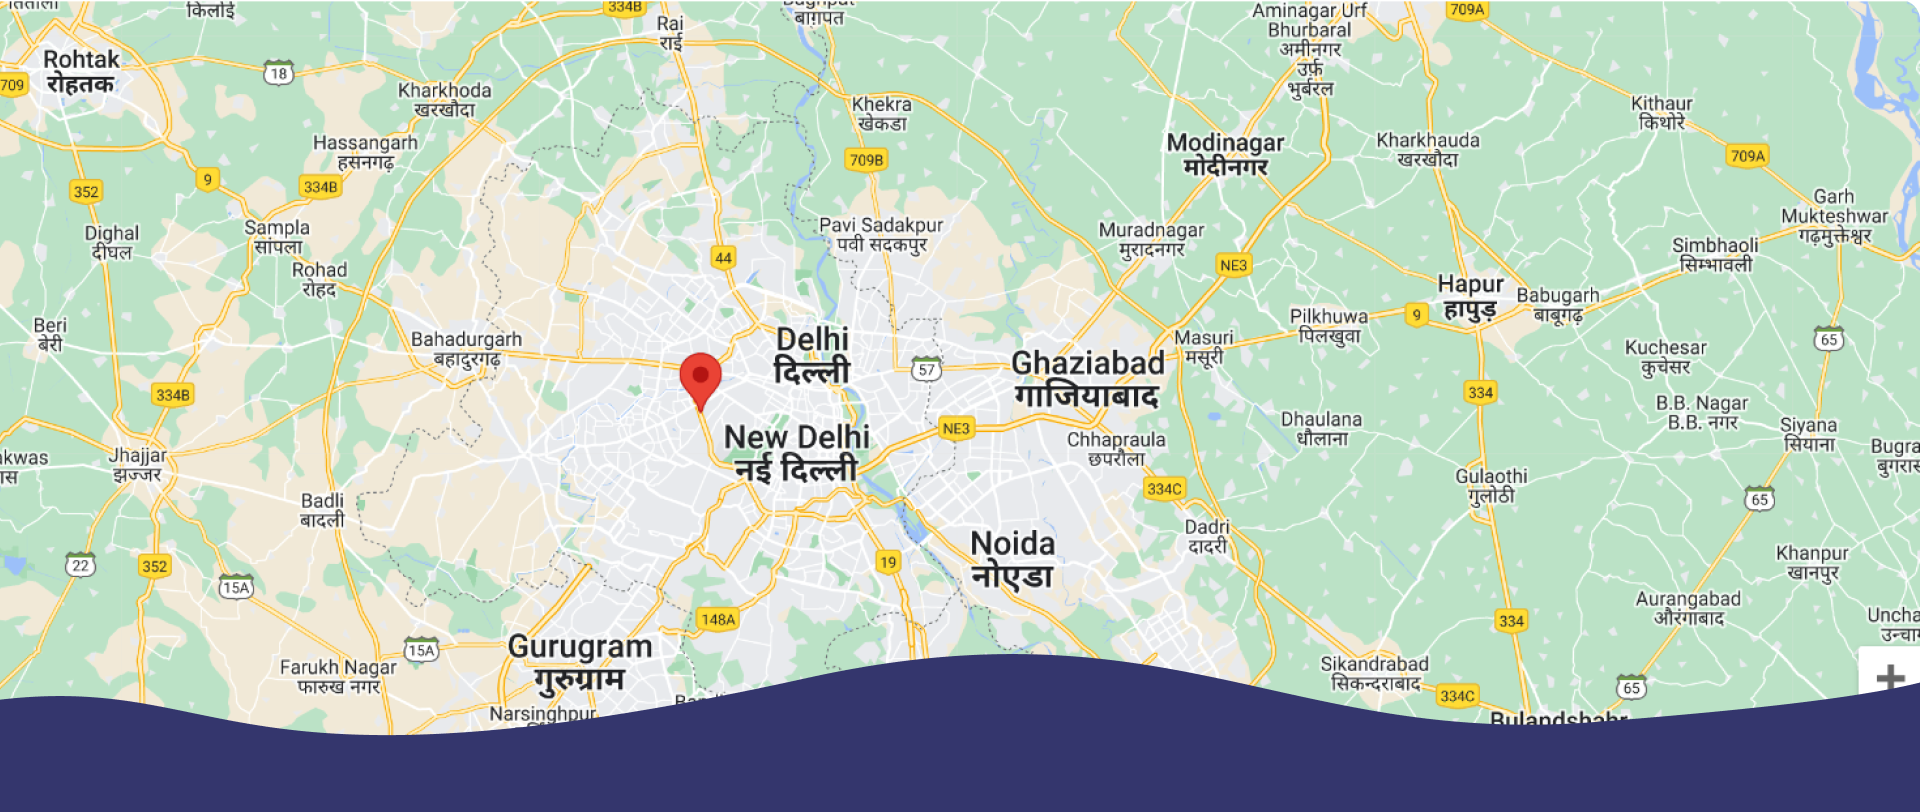 तिताली
किलोई
334B
Rai
राई
बाग़पत
Aminagar Urf
Bhurbaral
अमीनगर
उर्फ़
भुर्बरल
709A
Rohtak
रोहतक
709
18
Kharkhoda
खरखौदा
Khekra
खेकडा
Kithaur
किथोरे
Hassangarh
हसनगढ़
Modinagar
मोदीनगर
Kharkhauda
खरखौदा
709B
709A
352
9
334B
Garh
Mukteshwar
गढ़मुक्तेश्वर
Dighal
दीघल
Sampla
सांपला
Pavi Sadakpur
पवी सदकपुर
Muradnagar
मुरादनगर
Simbhaoli
सिम्भावली
44
NE3
Rohad
रोहद
Hapur
हापुड़
Babugarh
बाबूगढ़
Beri
बेरी
Bahadurgarh
बहादुरगढ़
Delhi
दिल्ली
Masuri
मसूरी
Pilkhuwa
पिलखुवा
9
65
57
Ghaziabad
गाजियाबाद
Kuchesar
कुचेसर
334B
334
B.B. Nagar
B.B. नगर
New Delhi
नई दिल्ली
NE3
Chhapraula
छपरौला
Dhaulana
धौलाना
Siyana
सियाना
kwas
ास
Jhajjar
झज्जर
Bugra
बुगरास
Badli
बादली
334C
Gulaothi
गुलोठी
65
Dadri
दादरी
Noida
नोएडा
22
352
15A
19
Khanpur
खानपुर
Aurangabad
औरंगाबाद
148A
334
Uncha
उन्चा
15A
Gurugram
गुरुग्राम
Farukh Nagar
फारुख नगर
Sikandrabad
सिकन्दराबाद
334C
65
Narsinghpur
Bulandshahr